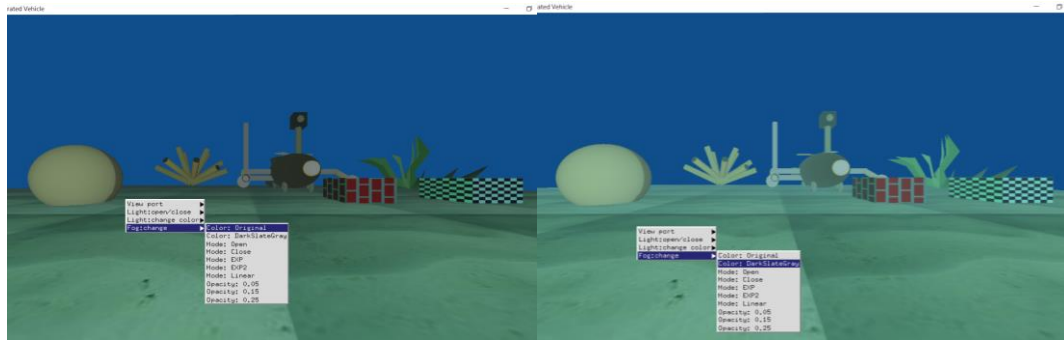 rated Vehicle
View port
Light:open/close
Light:change color
Fog:change
Color: Original
Color: DarkSlateGray
Mode: Open
Mode: Close
Mode: EXP
Mode: EXP2
Mode: Linear
Opacity: 0.05
Opacity: 0.15
Opacity: 0.25
ated Vehicle
View port
Light:open/close
Light:change color
Fog:change
Color: Original
Color: DarkSlateGray
Mode: Open
Mode: Close
Mode: EXP
Mode: EXP2
Mode: Linear
Opacity: 0.05
Opacity: 0.15
Opacity: 0.25